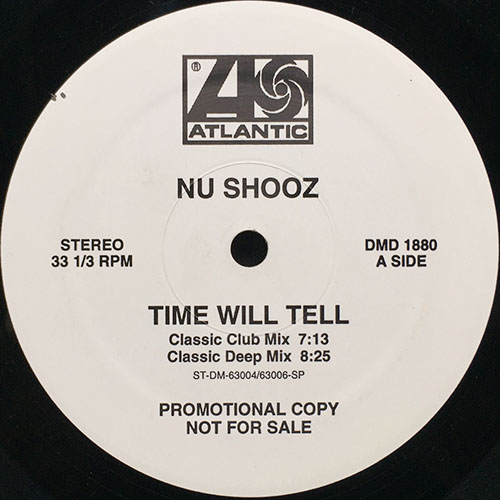 ®
ATLANTIC
NU SHOOZ
STEREO
33 1/3 RPM
DMD 1880
A SIDE
TIME WILL TELL
Classic Club Mix 7:13
Classic Deep Mix 8:25
ST-DM-63004/63006-SP
PROMOTIONAL COPY
NOT FOR SALE